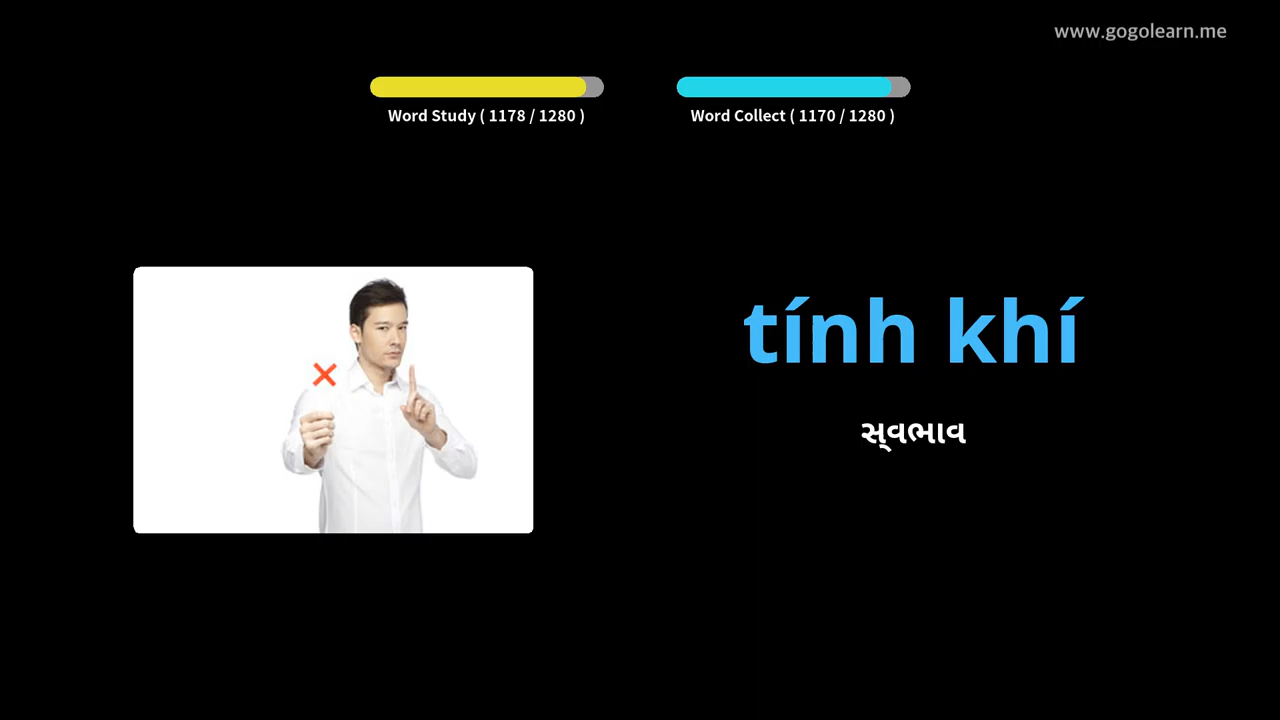 www.gogolearn.me
Word Study ( 1178 / 1280 )
Word Collect ( 1170 / 1280 )
tính khí
સ્વભાવ